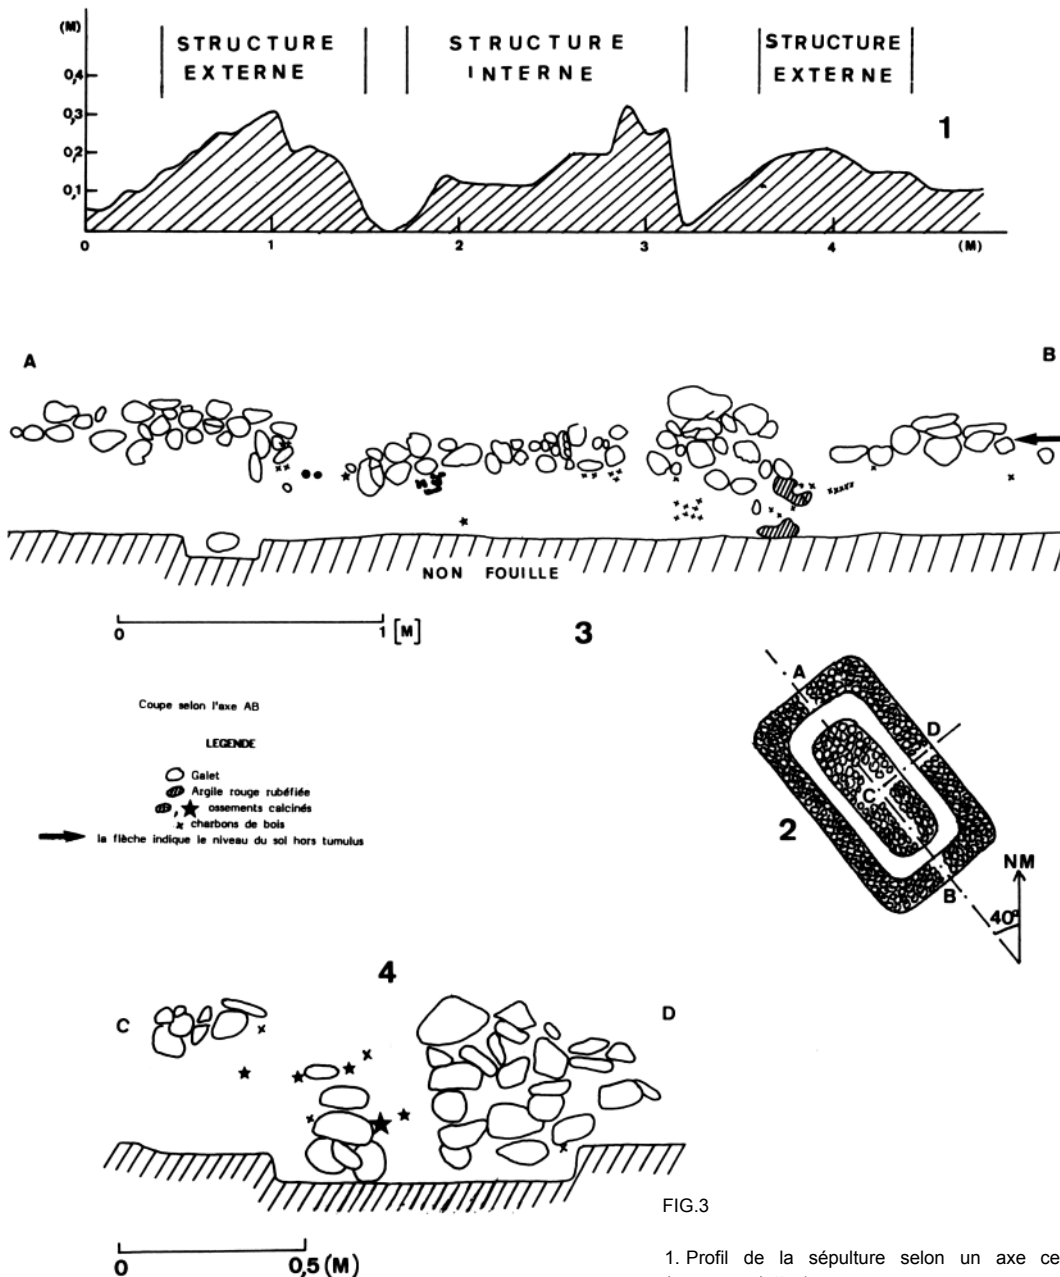 (M)
STRUCTURE EXTERNE
STRUCTURE INTERNE
STRUCTURE EXTERNE
0,4
0,3
0,2
0,1
1
0 1 2 3 4 (M)
A B
NON FOUILLE
0 1 [M]
3
Coupe selon l'axe AB
LEGENDE
Galet
Argile rouge rubéfiée
, ossements calcinés
charbons de bois
la flèche indique le niveau du sol hors tumulus
A
D
C
2
B
NM
40°
4
C D
0 0,5 (M)
FIG.3
1. Profil de la sépulture selon un axe ce